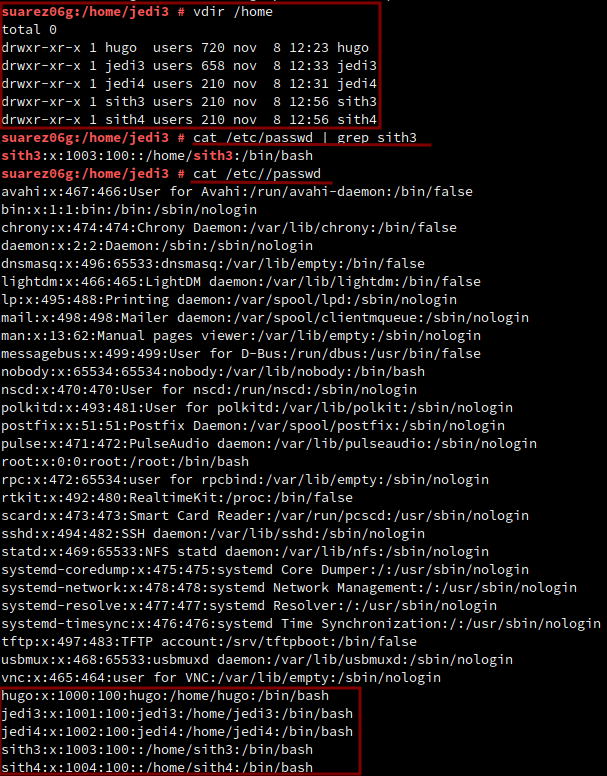 suarez06g:/home/jedi3 # vdir /home
total 0
drwxr-xr-x 1 hugo  users 720 nov  8 12:23 hugo
drwxr-xr-x 1 jedi3 users 658 nov  8 12:33 jedi3
drwxr-xr-x 1 jedi4 users 210 nov  8 12:31 jedi4
drwxr-xr-x 1 sith3 users 210 nov  8 12:56 sith3
drwxr-xr-x 1 sith4 users 210 nov  8 12:56 sith4
suarez06g:/home/jedi3 # cat /etc/passwd | grep sith3
sith3:x:1003:100::/home/sith3:/bin/bash
suarez06g:/home/jedi3 # cat /etc//passwd
avahi:x:467:466:User for Avahi:/run/avahi-daemon:/bin/false
bin:x:1:1:bin:/bin:/sbin/nologin
chrony:x:474:474:Chrony Daemon:/var/lib/chrony:/bin/false
daemon:x:2:2:Daemon:/sbin:/sbin/nologin
dnsmasq:x:496:65533:dnsmasq:/var/lib/empty:/bin/false
lightdm:x:466:465:LightDM daemon:/var/lib/lightdm:/bin/false
lp:x:495:488:Printing daemon:/var/spool/lpd:/sbin/nologin
mail:x:498:498:Mailer daemon:/var/spool/clientmqueue:/sbin/nologin
man:x:13:62:Manual pages viewer:/var/lib/empty:/sbin/nologin
messagebus:x:499:499:User for D-Bus:/run/dbus:/usr/bin/false
nobody:x:65534:65534:nobody:/var/lib/nobody:/bin/bash
nscd:x:470:470:User for nscd:/run/nscd:/sbin/nologin
polkitd:x:493:481:User for polkitd:/var/lib/polkit:/sbin/nologin
postfix:x:51:51:Postfix Daemon:/var/spool/postfix:/sbin/nologin
pulse:x:471:472:PulseAudio daemon:/var/lib/pulseaudio:/sbin/nologin
root:x:0:0:root:/root:/bin/bash
rpc:x:472:65534:user for rpcbind:/var/lib/empty:/sbin/nologin
rtkit:x:492:480:RealtimeKit:/proc:/bin/false
scard:x:473:473:Smart Card Reader:/var/run/pcscd:/usr/sbin/nologin
sshd:x:494:482:SSH daemon:/var/lib/sshd:/sbin/nologin
statd:x:469:65533:NFS statd daemon:/var/lib/nfs:/sbin/nologin
systemd-coredump:x:475:475:systemd Core Dumper:/:/usr/sbin/nologin
systemd-network:x:478:478:systemd Network Management:/:/usr/sbin/nologin
systemd-resolve:x:477:477:systemd Resolver:/:/usr/sbin/nologin
systemd-timesync:x:476:476:systemd Time Synchronization:/:/usr/sbin/nologin
tftp:x:497:483:TFTP account:/srv/tftpboot:/bin/false
usbmux:x:468:65533:usbmuxd daemon:/var/lib/usbmuxd:/sbin/nologin
vnc:x:465:464:user for VNC:/var/lib/empty:/sbin/nologin
hugo:x:1000:100:hugo:/home/hugo:/bin/bash
jedi3:x:1001:100:jedi3:/home/jedi3:/bin/bash
jedi4:x:1002:100:jedi4:/home/jedi4:/bin/bash
sith3:x:1003:100::/home/sith3:/bin/bash
sith4:x:1004:100::/home/sith4:/bin/bash